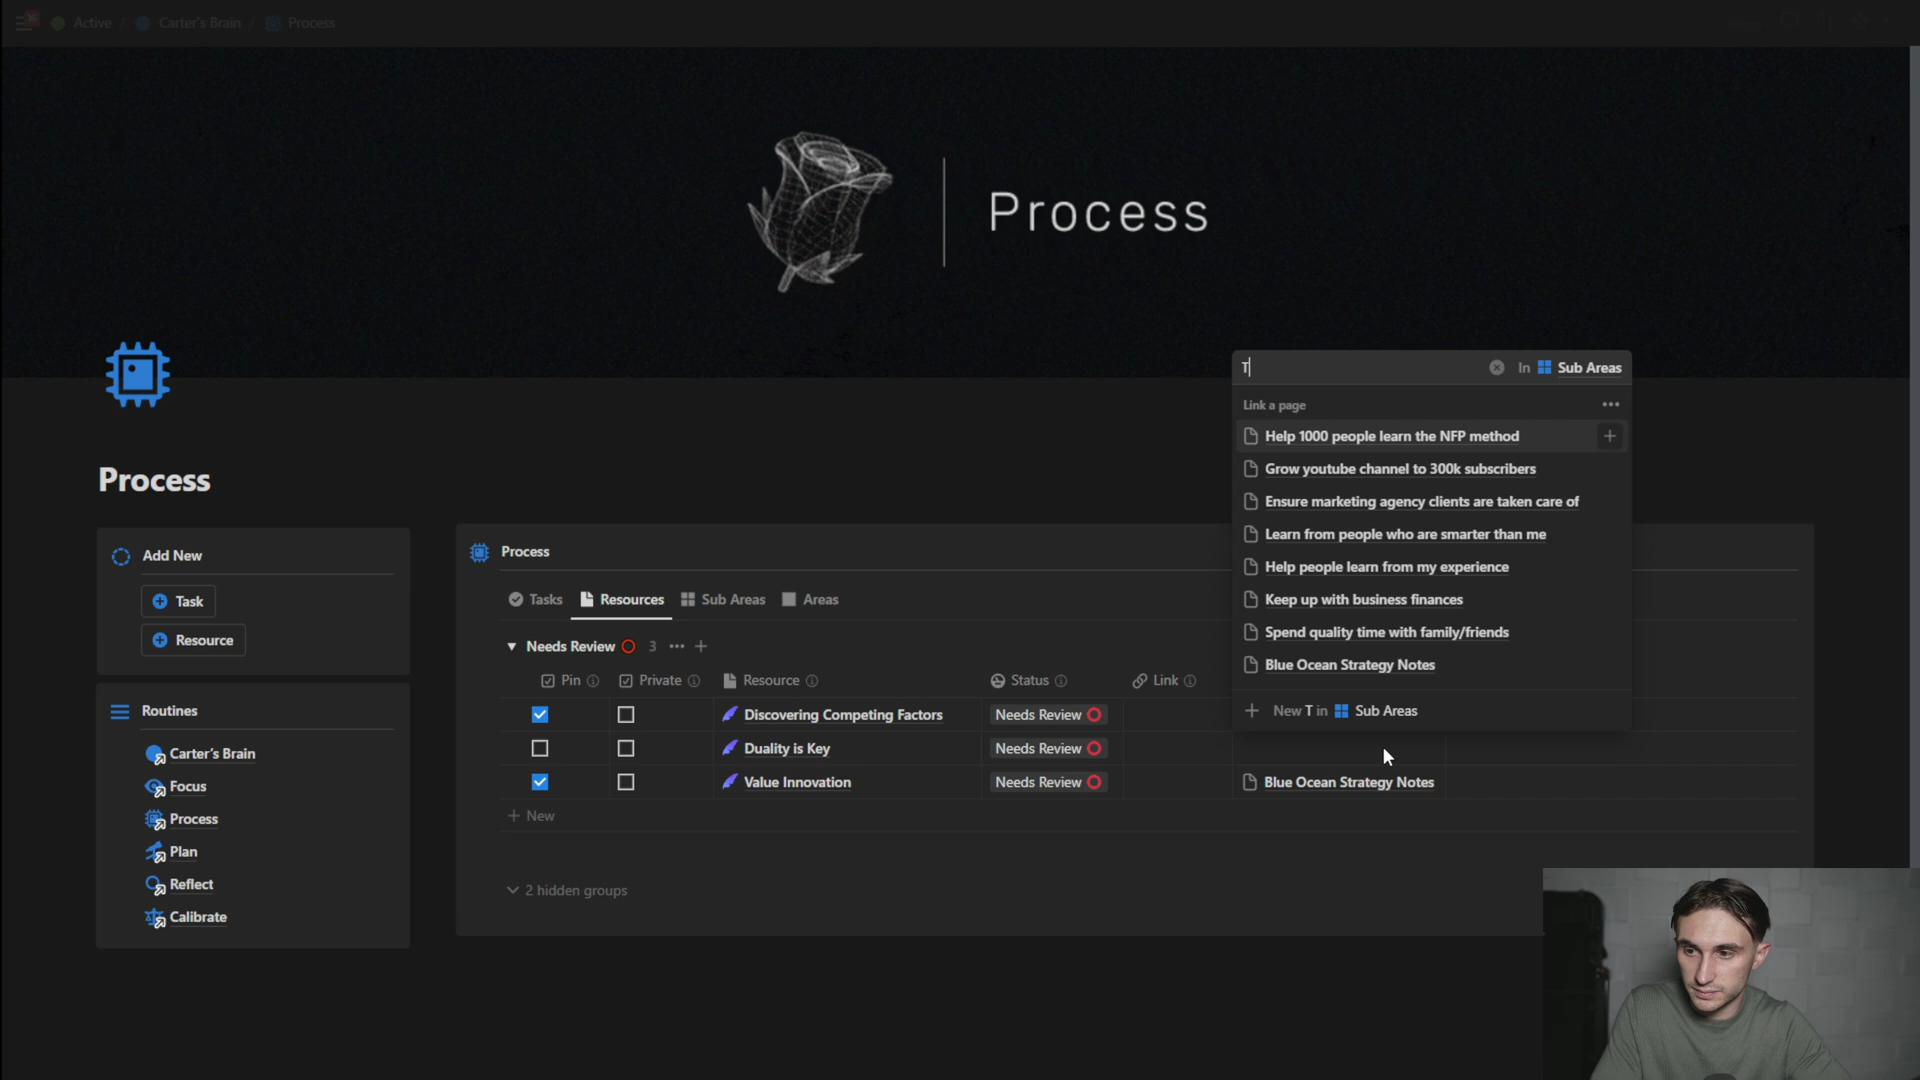 Active / Carter's Brain / Process
Process
T In Sub Areas
Link a page
Help 1000 people learn the NFP method
Grow youtube channel to 300k subscribers
Ensure marketing agency clients are taken care of
Learn from people who are smarter than me
Help people learn from my experience
Keep up with business finances
Spend quality time with family/friends
Blue Ocean Strategy Notes
New T in Sub Areas
Process
Add New
Task
Resource
Routines
Carter's Brain
Focus
Process
Plan
Reflect
Calibrate
Process
Tasks Resources Sub Areas Areas
Needs Review 3
Pin Private Resource Status Link
Discovering Competing Factors Needs Review
Duality is Key Needs Review
Value Innovation Needs Review Blue Ocean Strategy Notes
New
2 hidden groups